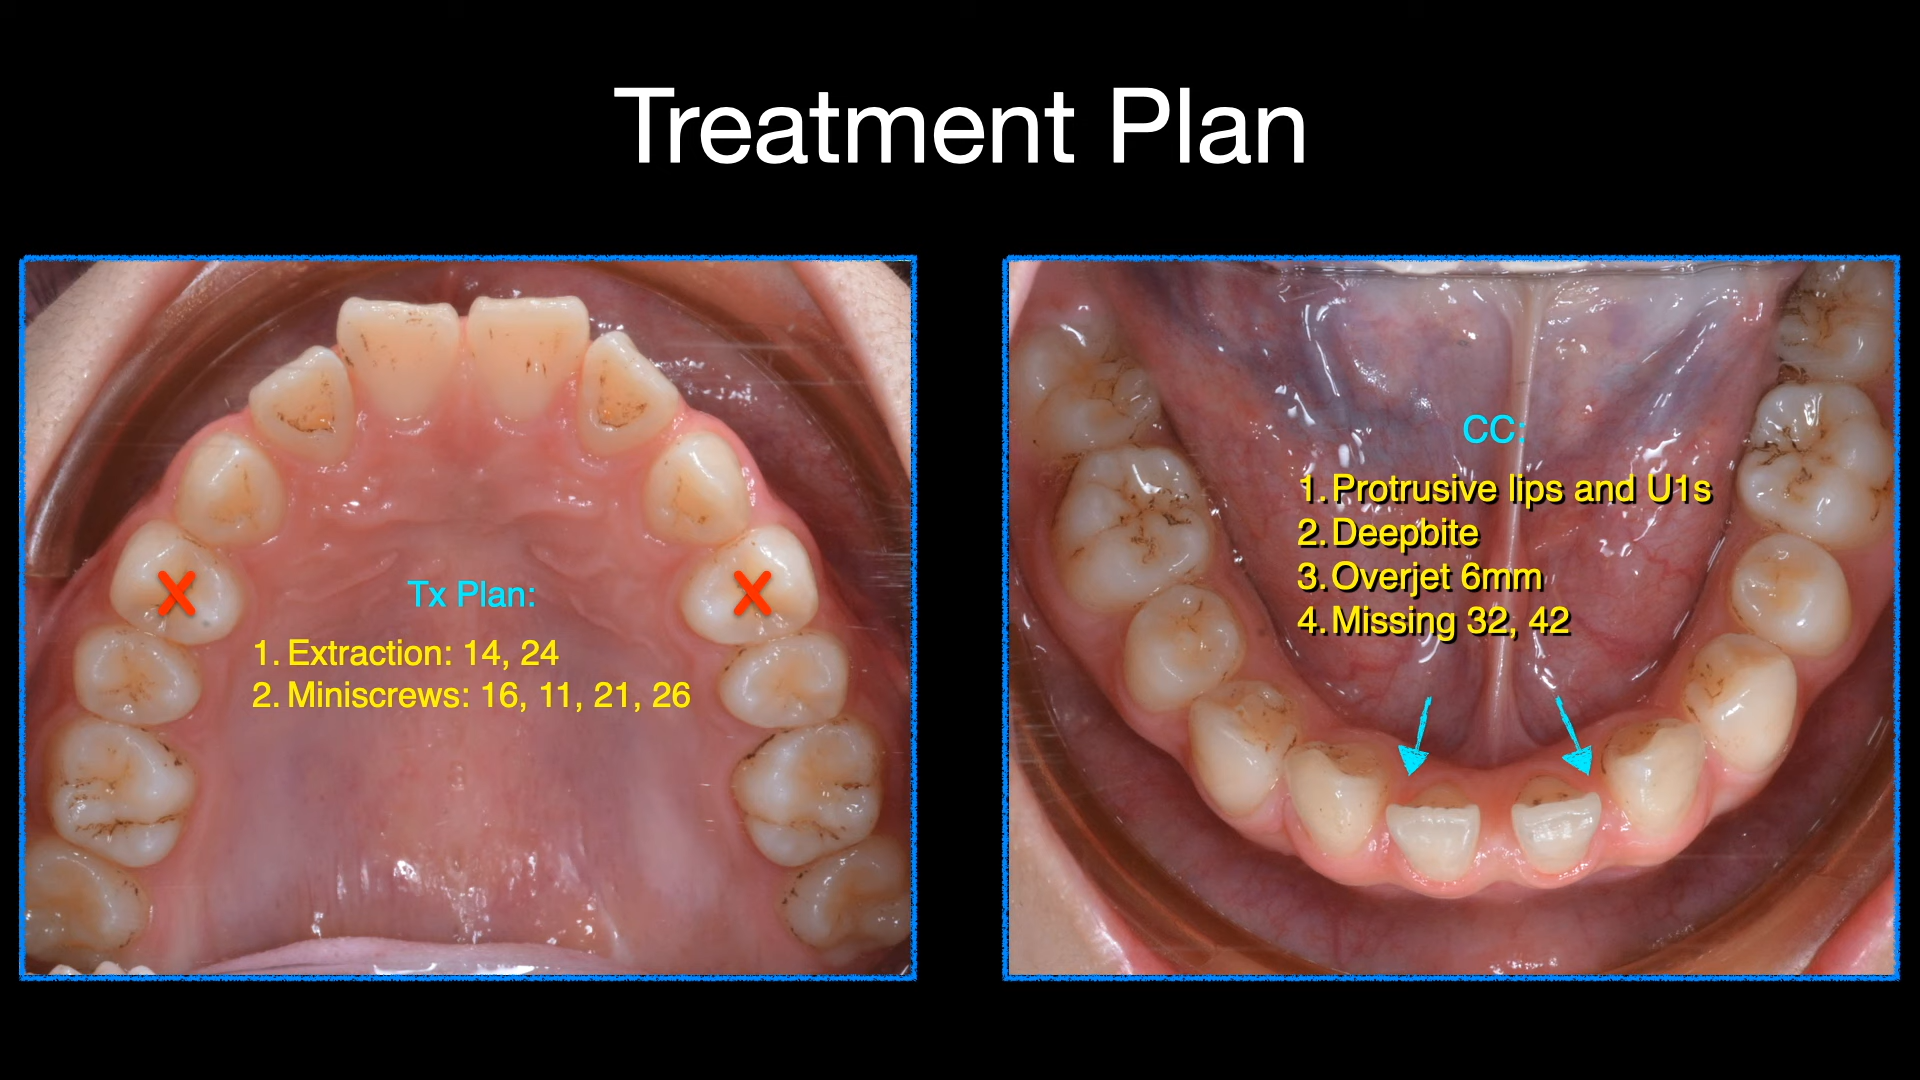 Treatment Plan
Tx Plan:
1. Extraction: 14, 24
2. Miniscrews: 16, 11, 21, 26
CC:
1. Protrusive lips and U1s
2. Deepbite
3. Overjet 6mm
4. Missing 32, 42